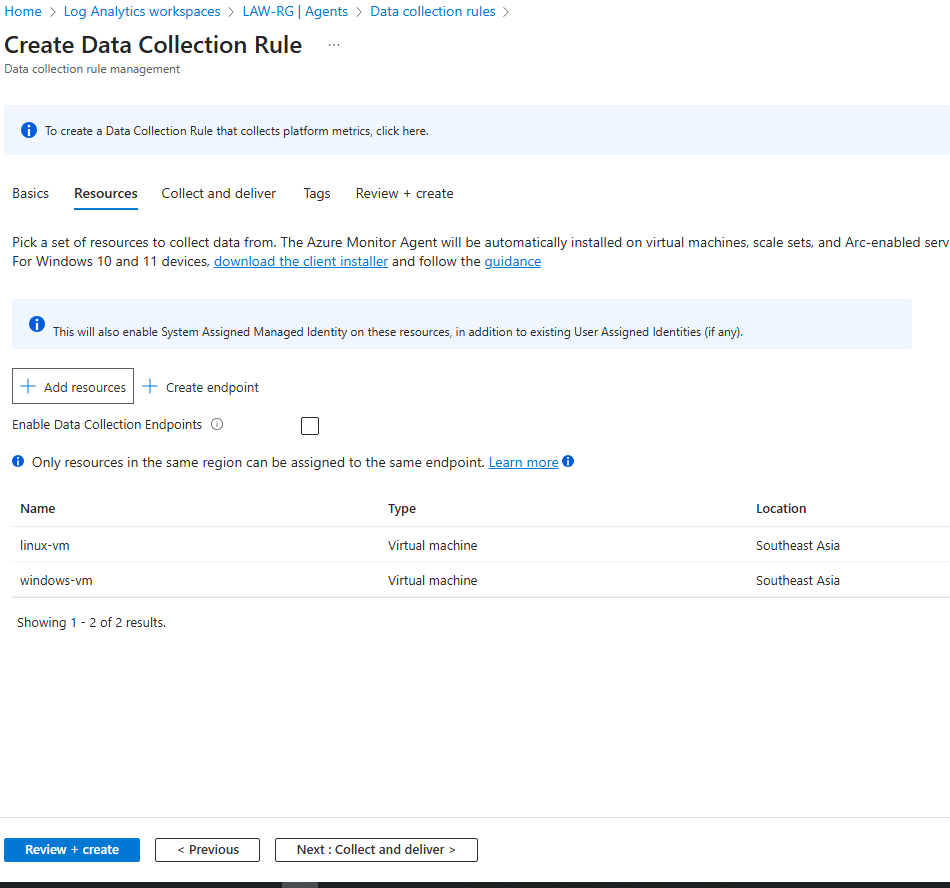 Home > Log Analytics workspaces > LAW-RG | Agents > Data collection rules >
Create Data Collection Rule ...
Data collection rule management
To create a Data Collection Rule that collects platform metrics, click here.
Basics Resources Collect and deliver Tags Review + create
Pick a set of resources to collect data from. The Azure Monitor Agent will be automatically installed on virtual machines, scale sets, and Arc-enabled serv
For Windows 10 and 11 devices, download the client installer and follow the guidance
This will also enable System Assigned Managed Identity on these resources, in addition to existing User Assigned Identities (if any).
+ Add resources + Create endpoint
Enable Data Collection Endpoints
Only resources in the same region can be assigned to the same endpoint. Learn more
Name Type Location
linux-vm Virtual machine Southeast Asia
windows-vm Virtual machine Southeast Asia
Showing 1 - 2 of 2 results.
Review + create < Previous Next : Collect and deliver >